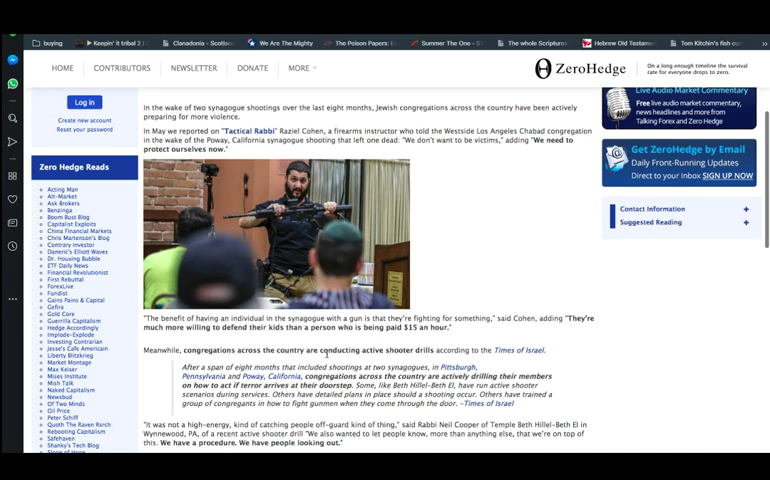 buying
Keepin' it tribal 2
Clanadonia - Scotlan
We Are The Mighty
The Poison Papers: E
Summer The One - S
The whole Scripture
Hebrew Old Testame
Tom Kitchin's fish cu
HOME
CONTRIBUTORS
NEWSLETTER
DONATE
MORE
ZeroHedge
On a long enough timeline the survival
rate for everyone drops to zero.
Log in
Create new account
Reset your password
Zero Hedge Reads
Acting Man
Alt-Market
Ask Brokers
Benzinga
Boom Bust Blog
Capitalist Exploits
China Financial Markets
Chris Martenson's Blog
Contrary Investor
Daneric's Elliott Waves
Dr. Housing Bubble
ETF Daily News
Financial Revolutionist
First Rebuttal
ForexLive
Fundist
Gains Pains & Capital
Gefira
Gold Core
Guerrilla Capitalism
Hedge Accordingly
Implode-Explode
Investing Contrarian
Jesse's Cafe Americain
Liberty Blitzkrieg
Market Montage
Max Keiser
Mises Institute
Mish Talk
Naked Capitalism
Newsbud
Of Two Minds
Oil Price
Peter Schiff
Quoth The Raven Rsrch
Rebooting Capitalism
Safehaven
Shanky's Tech Blog
In the wake of two synagogue shootings over the last eight months, Jewish congregations across the country have been actively
preparing for more violence.
In May we reported on "Tactical Rabbi" Raziel Cohen, a firearms instructor who told the Westside Los Angeles Chabad congregation
in the wake of the Poway, California synagogue shooting that left one dead: "We don't want to be victims," adding "We need to
protect ourselves now."
"The benefit of having an individual in the synagogue with a gun is that they're fighting for something," said Cohen, adding "They're
much more willing to defend their kids than a person who is being paid $15 an hour."
Meanwhile, congregations across the country are conducting active shooter drills according to the Times of Israel.
After a span of eight months that included shootings at two synagogues, in Pittsburgh,
Pennsylvania and Poway, California, congregations across the country are actively drilling their members
on how to act if terror arrives at their doorstep. Some, like Beth Hillel-Beth El, have run active shooter
scenarios during services. Others have detailed plans in place should a shooting occur. Others have trained
a group of congregants in how to fight gunmen when they come through the door. -Times of Israel
"It was not a high-energy, kind of catching people off-guard kind of thing," said Rabbi Neil Cooper of Temple Beth Hillel-Beth El in
Wynnewood, PA, of a recent active shooter drill "We also wanted to let people know, more than anything else, that we're on top of
this. We have a procedure. We have people looking out."
Live Audio Market Commentary
Free live audio market commentary,
news headlines and more from
Talking Forex and Zero Hedge
Get ZeroHedge by Email
Daily Front-Running Updates
Direct to your Inbox SIGN UP NOW
Contact Information +
Suggested Reading +